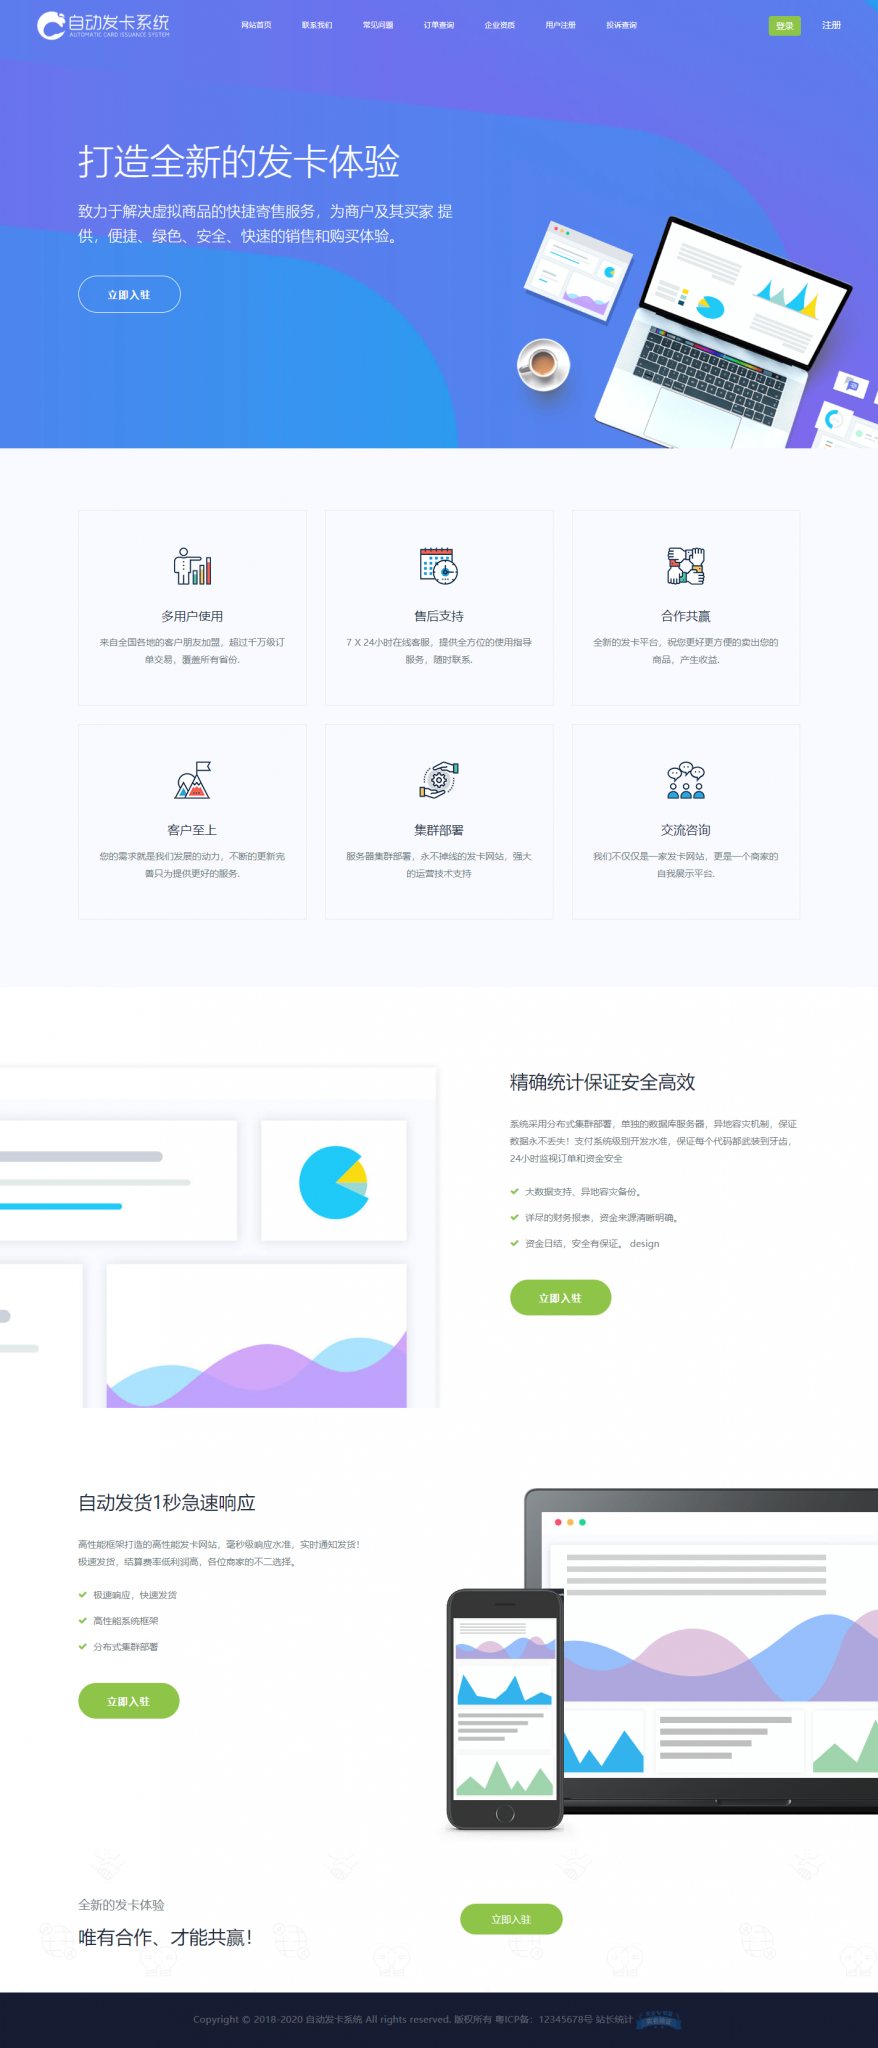 自动发卡系统
AUTOMATIC CARD ISSUANCE SYSTEM
网站首页 联系我们 常见问题 订单查询 企业资质 用户注册 投诉查询
登录 注册
打造全新的发卡体验
致力于解决虚拟商品的快捷寄售服务，为商户及其买家 提
供，便捷、绿色、安全、快速的销售和购买体验。
立即入驻
多用户使用
来自全国各地的客户朋友加盟，超过千万级订
单交易，覆盖所有省份.
售后支持
7 X 24小时在线客服，提供全方位的使用指导
服务，随时联系.
合作共赢
全新的发卡平台，祝您更好更方便的卖出您的
商品，产生收益.
客户至上
您的需求就是我们发展的动力，不断的更新完
善只为提供更好的服务.
集群部署
服务器集群部署，永不掉线的发卡网站，强大
的运营技术支持
交流咨询
我们不仅仅是一家发卡网站，更是一个商家的
自我展示平台.
精确统计保证安全高效
系统采用分布式集群部署，单独的数据库服务器，异地容灾机制，保证
数据永不丢失！支付系统级别开发水准，保证每个代码都武装到牙齿，
24小时监视订单和资金安全
大数据支持、异地容灾备份。
详尽的财务报表，资金来源清晰明确。
资金日结，安全有保证。 design
立即入驻
自动发货1秒急速响应
高性能框架打造的高性能发卡网站，毫秒级响应水准，实时通知发货！
极速发货，结算费率低利润高，各位商家的不二选择。
极速响应，快速发货
高性能系统框架
分布式集群部署
立即入驻
全新的发卡体验
唯有合作、才能共赢！
立即入驻
Copyright © 2018-2020 自动发卡系统 All rights reserved. 版权所有 粤ICP备：12345678号 站长统计